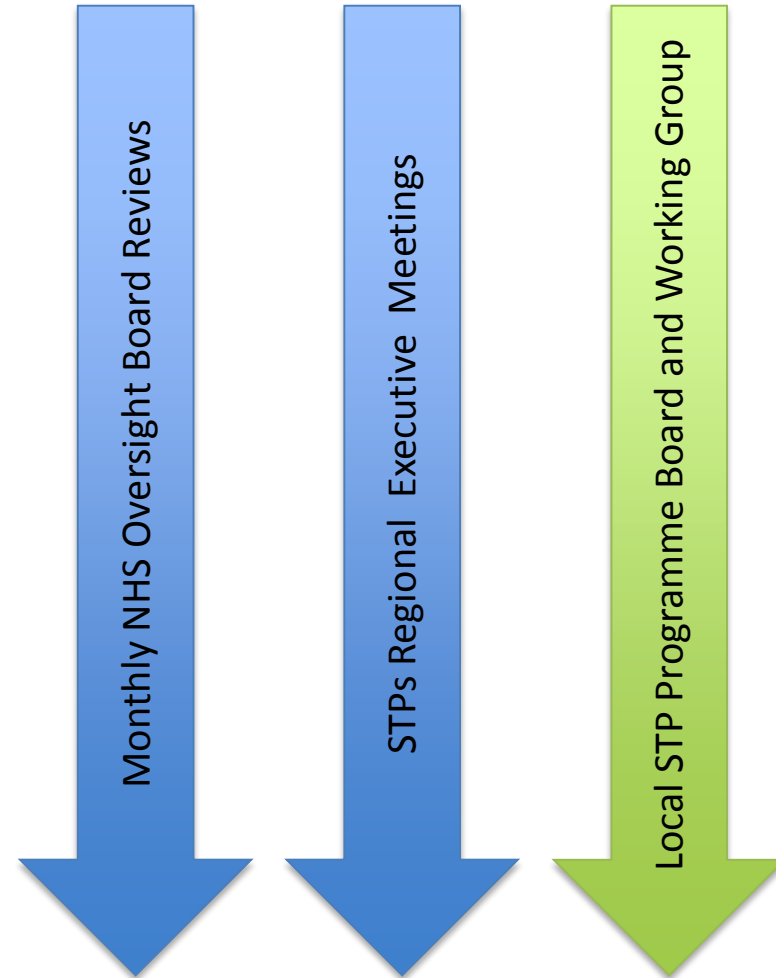 Monthly NHS Oversight Board Reviews
STPs Regional Executive Meetings
Local STP Programme Board and Working Group